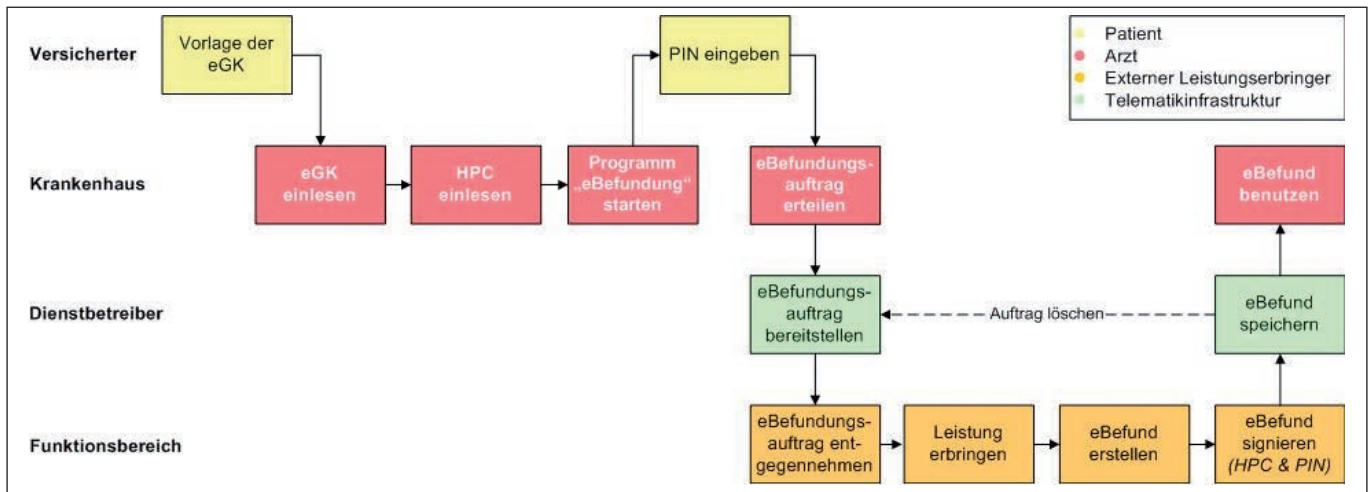 Versicherter
Vorlage der
eGK
PIN eingeben
Patient
Arzt
Externer Leistungserbringer
Telematikinfrastruktur
Krankenhaus
eGK
einlesen
HPC
einlesen
Programm
„eBefundung“
starten
eBefundungs-
auftrag
erteilen
eBefund
benutzen
Dienstbetreiber
eBefundungs-
auftrag
bereitstellen
Auftrag löschen
eBefund
speichern
Funktionsbereich
eBefundungs-
auftrag ent-
gegennehmen
Leistung
erbringen
eBefund
erstellen
eBefund
signieren
(HPC & PIN)